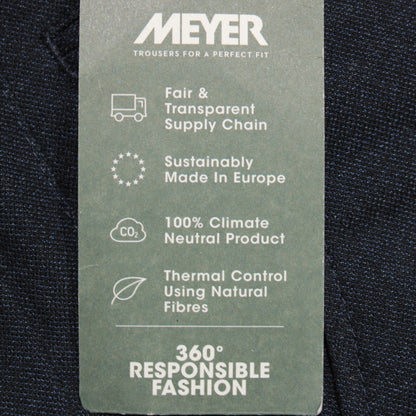 MEYER
TROUSERS FOR A PERFECT FIT
Fair &
Transparent
Supply Chain
Sustainably
Made In Europe
CO₂
100% Climate
Neutral Product
Thermal Control
Using Natural
Fibres
360°
RESPONSIBLE
FASHION